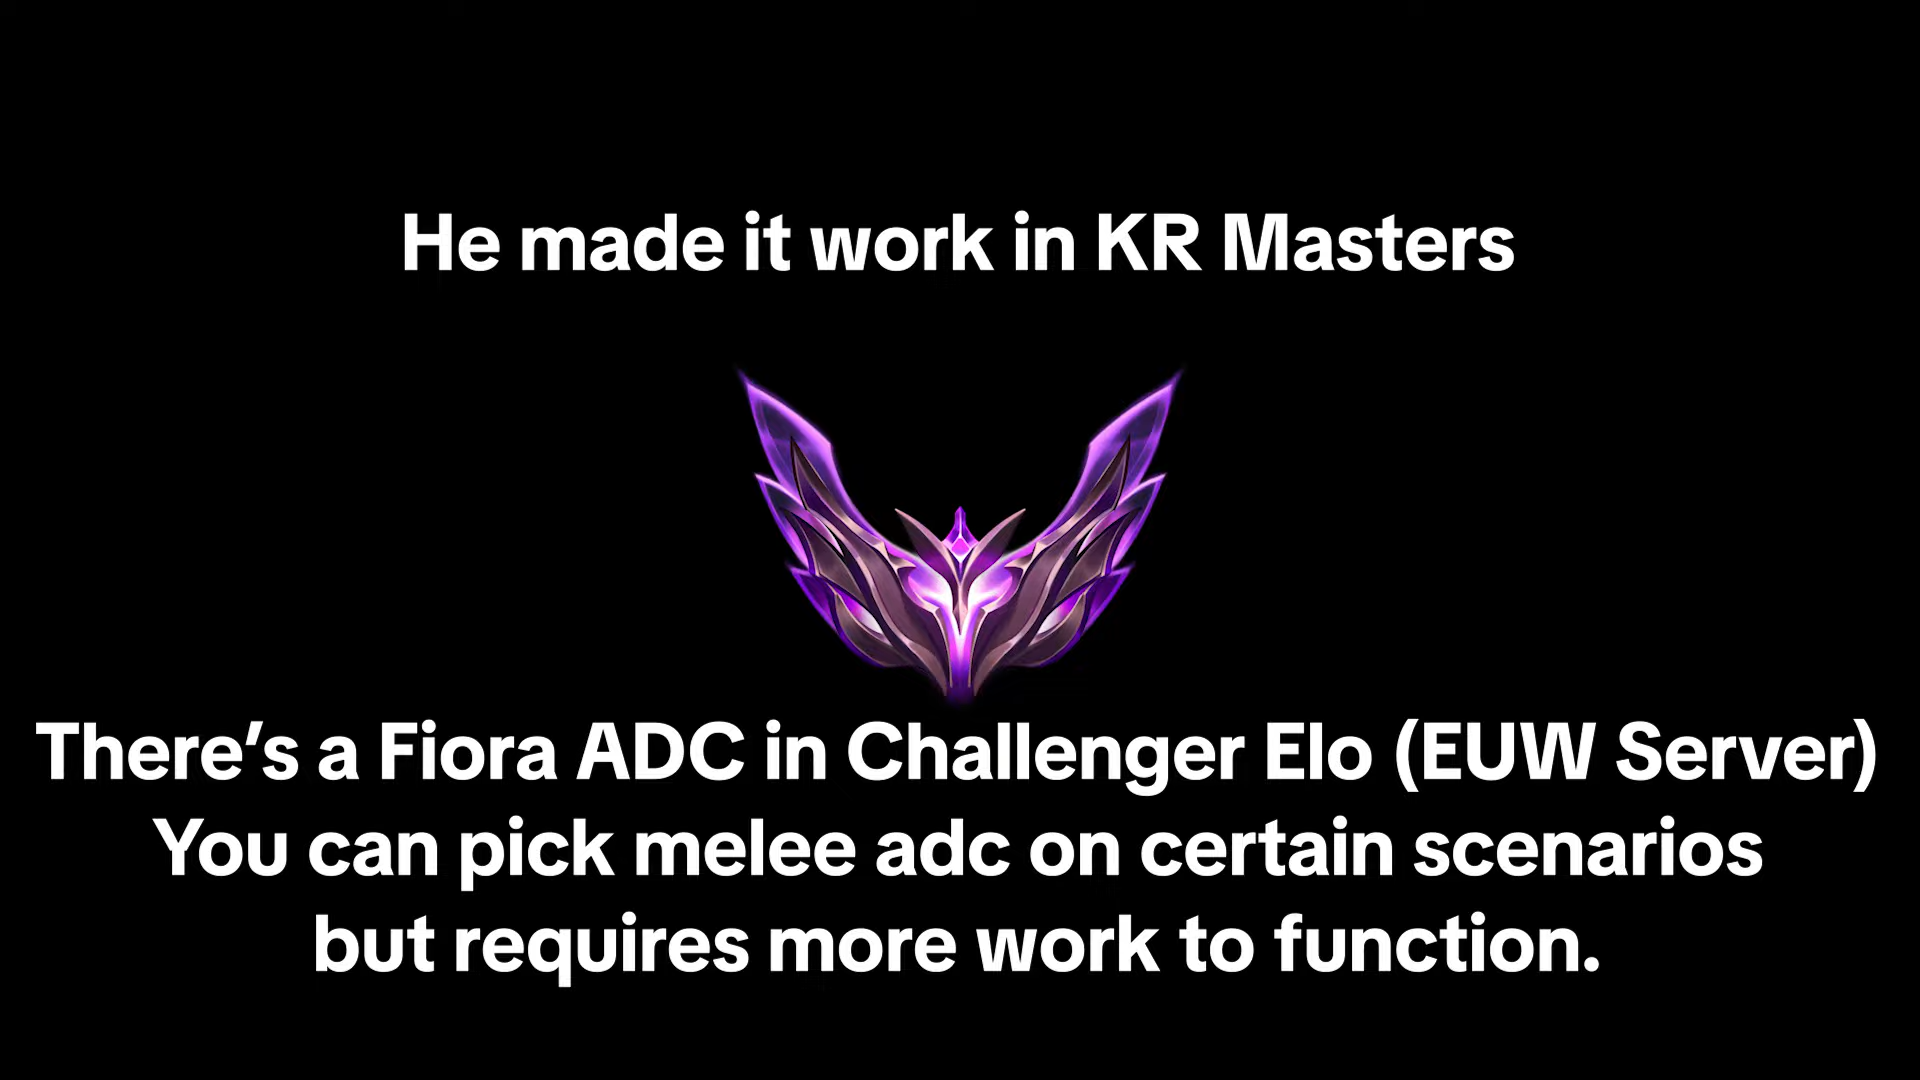 He made it work in KR Masters
There’s a Fiora ADC in Challenger Elo (EUW Server)
You can pick melee adc on certain scenarios
but requires more work to function.